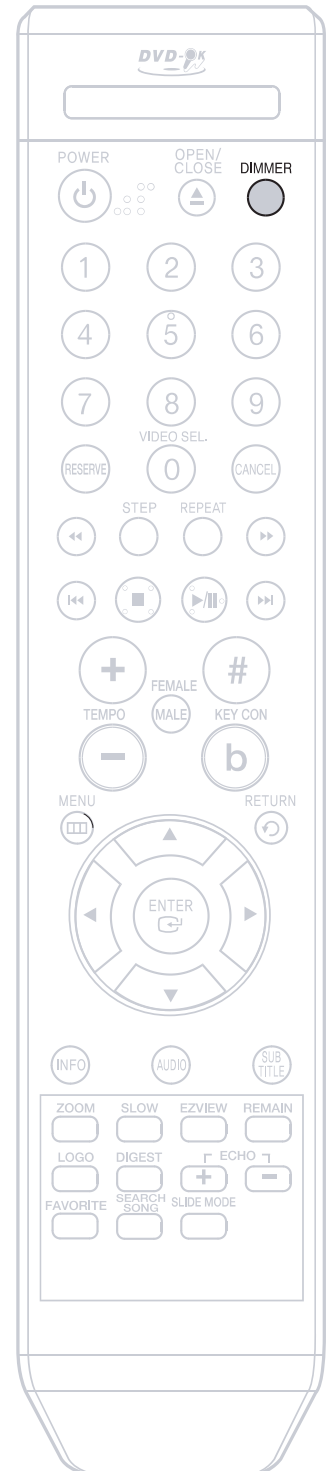 DVD-OK
POWER
OPEN/
CLOSE
DIMMER
1 2 3
4 5 6
7 8 9
VIDEO SEL.
RESERVE 0 CANCEL
STEP REPEAT
+ #
FEMALE
TEMPO MALE KEY CON
- b
MENU RETURN
ENTER
INFO AUDIO SUB
TITLE
ZOOM SLOW EZVIEW REMAIN
LOGO DIGEST ECHO
+ -
FAVORITE SEARCH
SONG SLIDE MODE